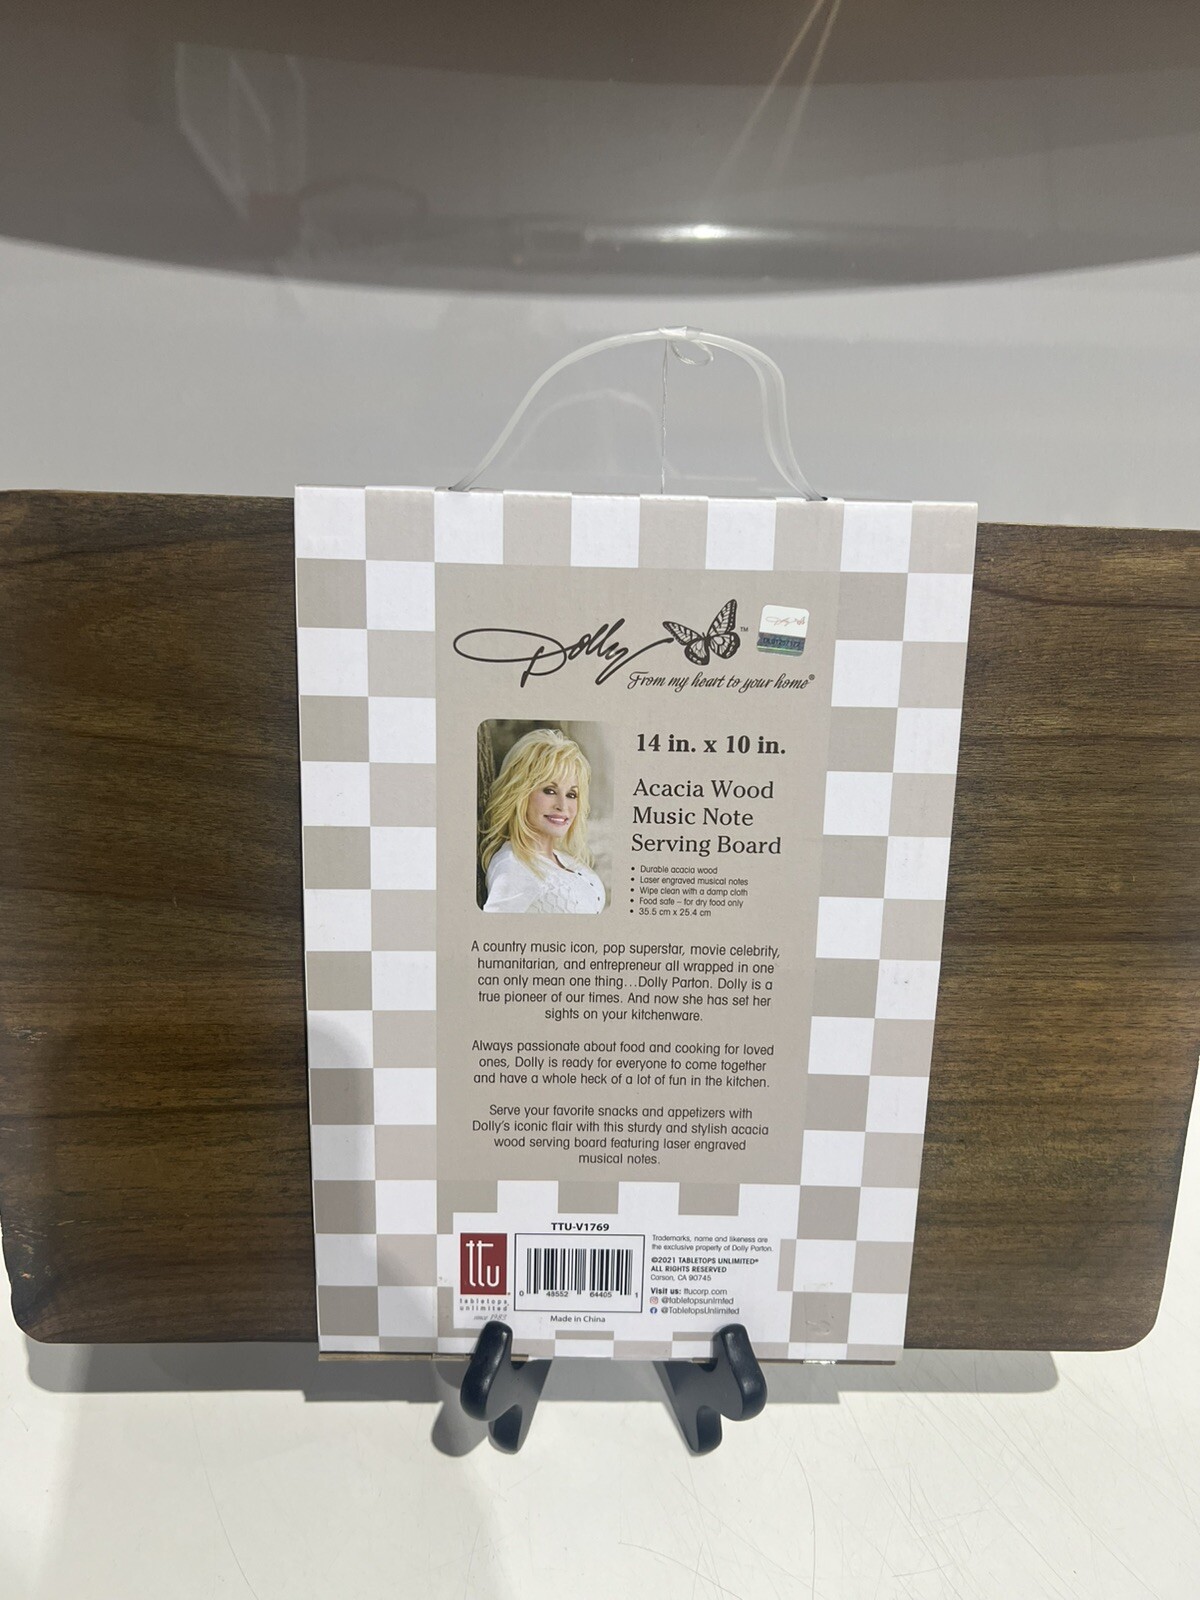 Dolly™
From my heart to your home®
14 in. x 10 in.
Acacia Wood
Music Note
Serving Board
• Durable acacia wood
• Laser engraved musical notes
• Wipe clean with a damp cloth
• Food safe – for dry food only
• 35.5 cm x 25.4 cm
A country music icon, pop superstar, movie celebrity,
humanitarian, and entrepreneur all wrapped in one
can only mean one thing...Dolly Parton. Dolly is a
true pioneer of our times. And now she has set her
sights on your kitchenware.
Always passionate about food and cooking for loved
ones, Dolly is ready for everyone to come together
and have a whole heck of a lot of fun in the kitchen.
Serve your favorite snacks and appetizers with
Dolly's iconic flair with this sturdy and stylish acacia
wood serving board featuring laser engraved
musical notes.
TTU-V1769
ttu
tabletops
unlimited®
since 1983
0 48552 64405 1
Made in China
Trademarks, name and likeness are
the exclusive property of Dolly Parton.
©2021 TABLETOPS UNLIMITED®
ALL RIGHTS RESERVED
Carson, CA 90745
Visit us: ttucorp.com
@tabletopsunlimted
@TabletopsUnlimited